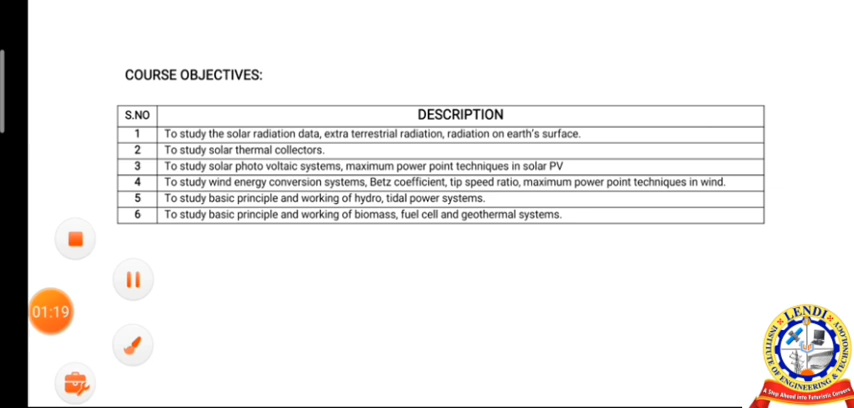 COURSE OBJECTIVES:
S.NO DESCRIPTION
1 To study the solar radiation data, extra terrestrial radiation, radiation on earth's surface.
2 To study solar thermal collectors.
3 To study solar photo voltaic systems, maximum power point techniques in solar PV
4 To study wind energy conversion systems, Betz coefficient, tip speed ratio, maximum power point techniques in wind.
5 To study basic principle and working of hydro, tidal power systems.
6 To study basic principle and working of biomass, fuel cell and geothermal systems.
01:19
LENDI
INSTITUTE OF ENGINEERING & TECHNOLOGY
A Step Ahead into Futuristic Careers